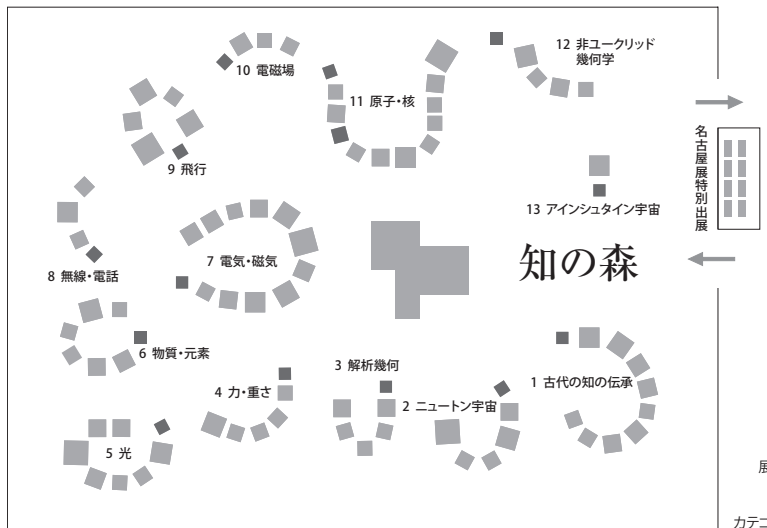 12 非ユークリッド
幾何学
10 電磁場
11 原子・核
名古屋展特別出展
9 飛行
13 アインシュタイン宇宙
知の森
7 電気・磁気
8 無線・電話
6 物質・元素
3 解析幾何
4 力・重さ
2 ニュートン宇宙
1 古代の知の伝承
5 光
展
カテゴ